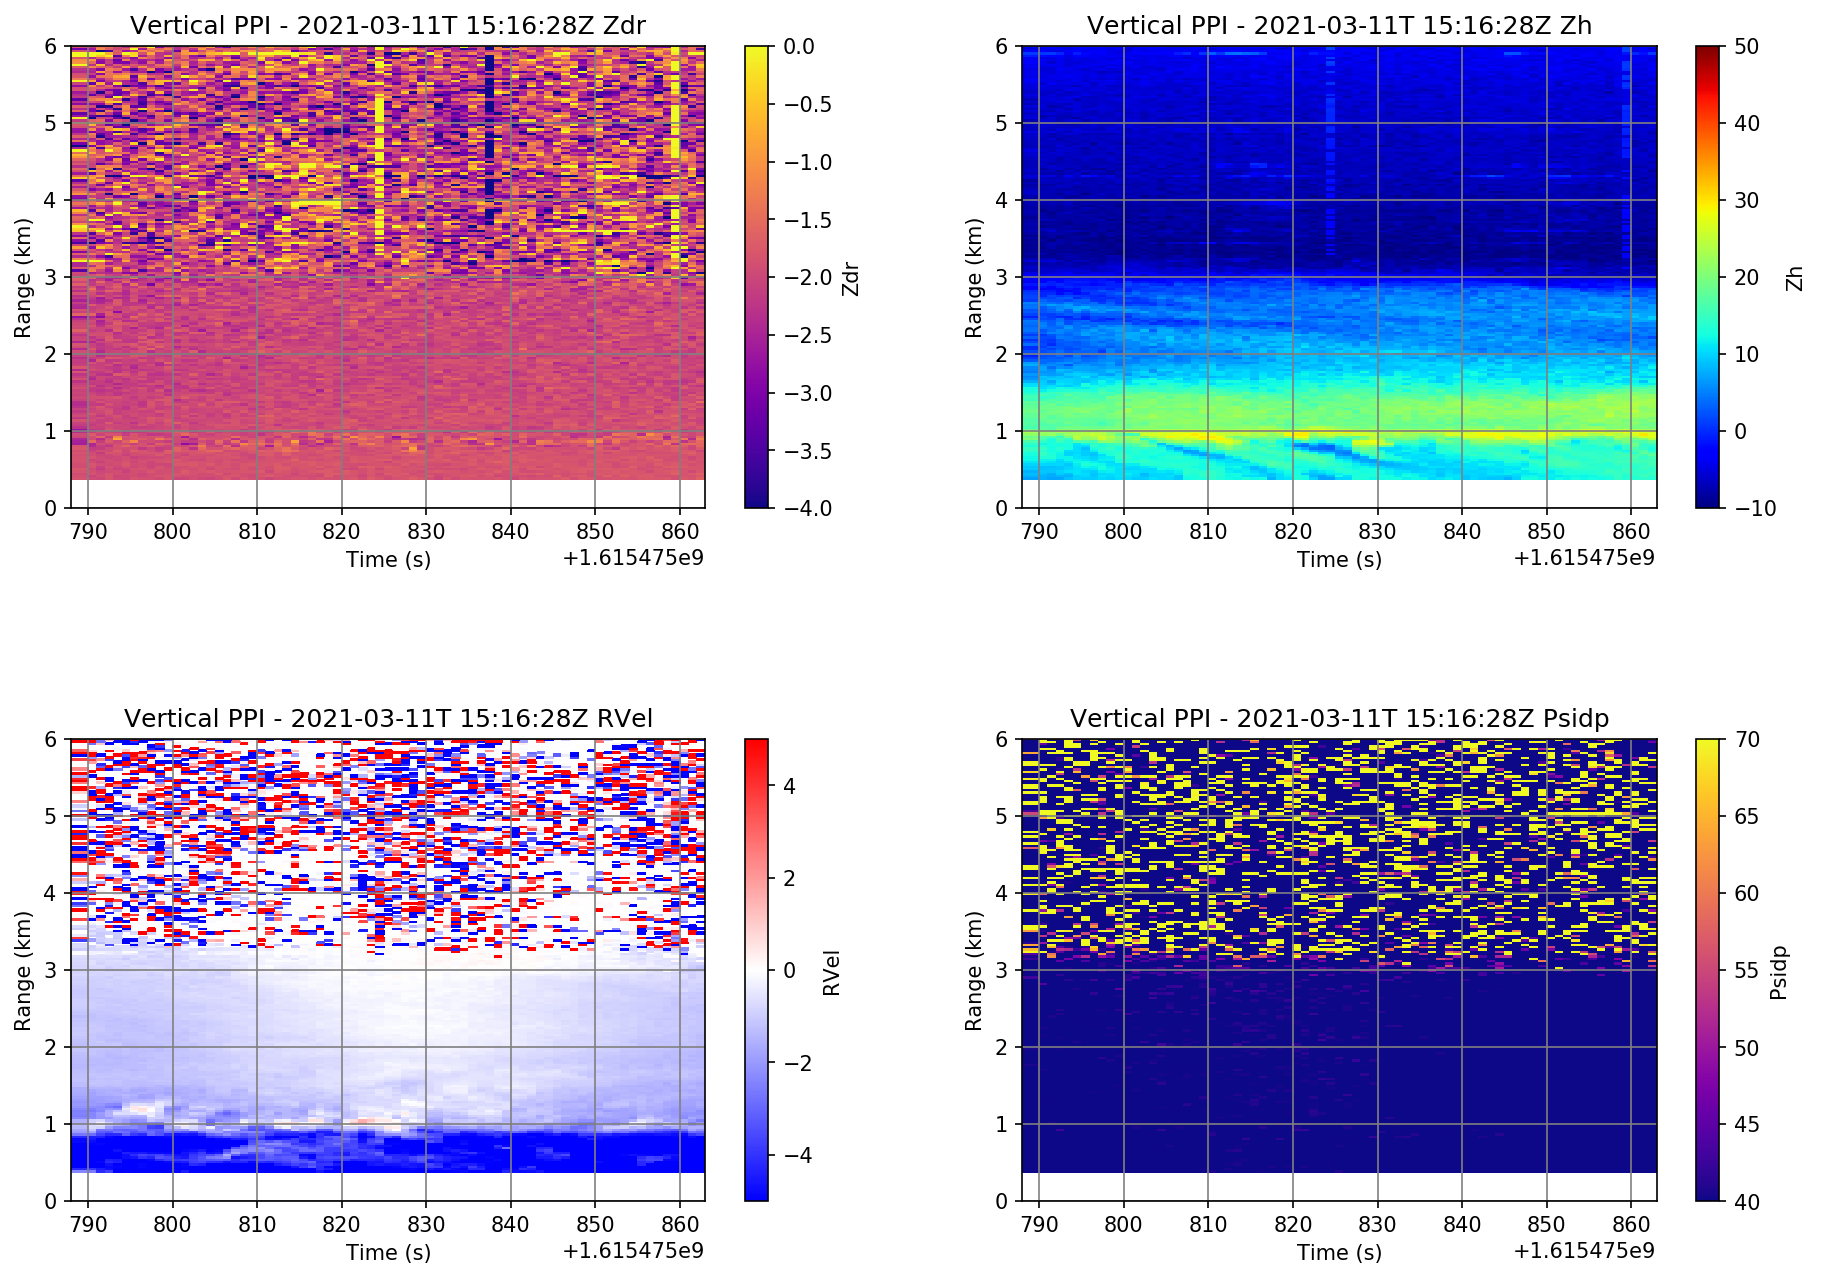 Vertical PPI - 2021-03-11T 15:16:28Z Zdr
6
5
4
3
2
1
0
Range (km)
790 800 810 820 830 840 850 860
Time (s)
+1.615475e9
0.0
−0.5
−1.0
−1.5
−2.0
−2.5
−3.0
−3.5
−4.0
Zdr
Vertical PPI - 2021-03-11T 15:16:28Z Zh
6
5
4
3
2
1
0
Range (km)
790 800 810 820 830 840 850 860
Time (s)
+1.615475e9
50
40
30
20
10
0
−10
Zh
Vertical PPI - 2021-03-11T 15:16:28Z RVel
6
5
4
3
2
1
0
Range (km)
790 800 810 820 830 840 850 860
Time (s)
+1.615475e9
4
2
0
−2
−4
RVel
Vertical PPI - 2021-03-11T 15:16:28Z Psidp
6
5
4
3
2
1
0
Range (km)
790 800 810 820 830 840 850 860
Time (s)
+1.615475e9
70
65
60
55
50
45
40
Psidp